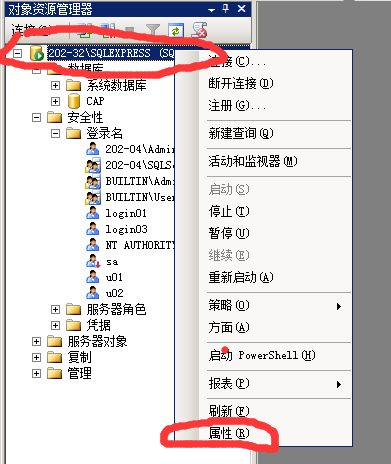 对象资源管理器
连接(O)
202-32\SQLEXPRESS (SQ
数据库
系统数据库
CAP
安全性
登录名
202-04\Admi
202-04\SQLS
BUILTIN\Adm
BUILTIN\Use
login01
login03
NT AUTHORIT
sa
u01
u02
服务器角色
凭据
服务器对象
复制
管理
连接(C)...
断开连接(D)
注册(G)...
新建查询(Q)
活动和监视器(M)
启动(S)
停止(T)
暂停(U)
继续(E)
重新启动(A)
策略(O)
方面(A)
启动 PowerShell(H)
报表(P)
刷新(F)
属性(R)